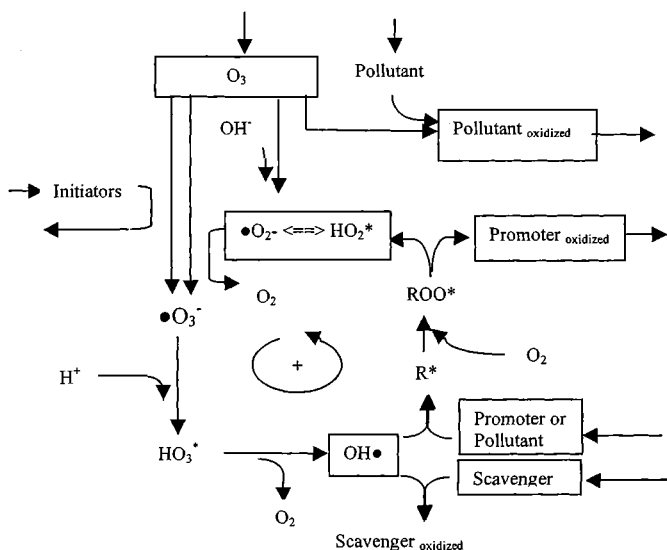 O₃
Pollutant
OH⁻
Pollutant oxidized
Initiators
●O₂- <==> HO₂*
Promoter oxidized
O₂
ROO*
●O₃⁻
+
O₂
H⁺
R*
Promoter or
Pollutant
HO₃*
OH●
Scavenger
O₂
Scavenger oxidized